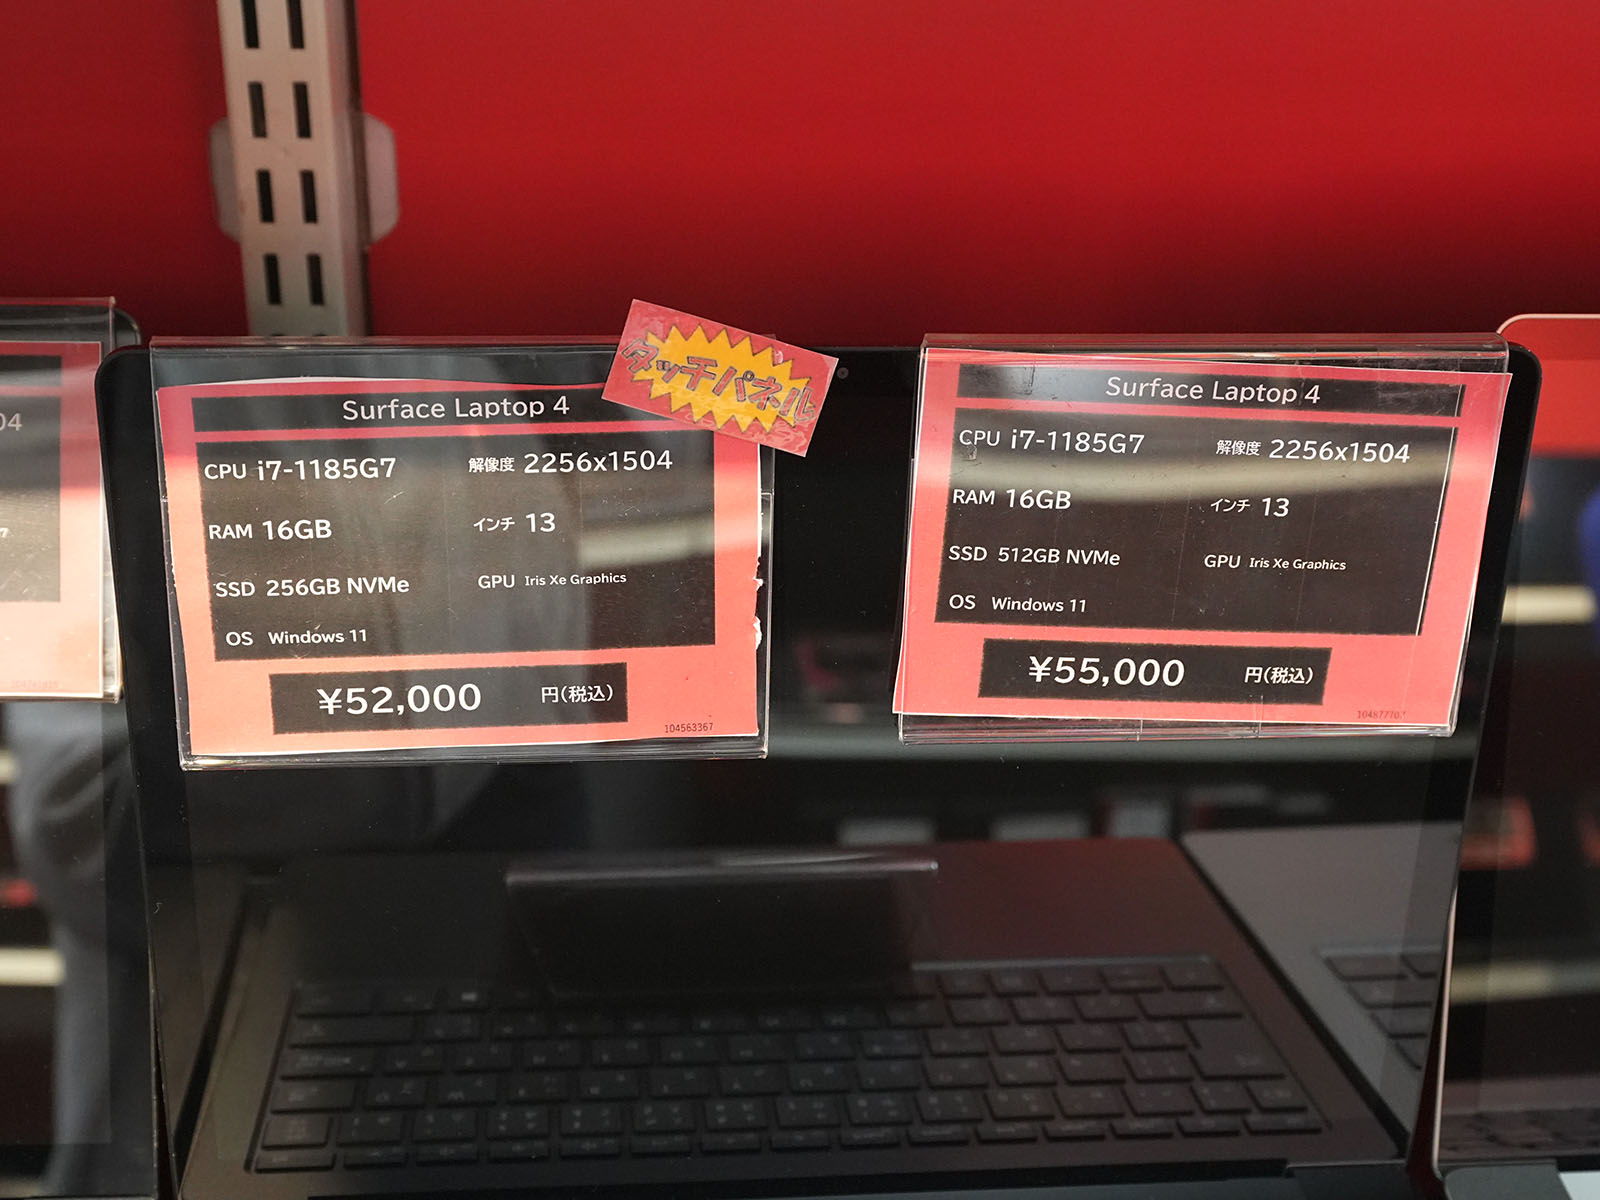 04
Surface Laptop 4
CPU i7-1185G7
解像度 2256x1504
RAM 16GB
インチ 13
SSD 256GB NVMe
GPU Iris Xe Graphics
OS Windows 11
¥52,000 円(税込)
104563367
タッチパネル
Surface Laptop 4
CPU i7-1185G7
解像度 2256x1504
RAM 16GB
インチ 13
SSD 512GB NVMe
GPU Iris Xe Graphics
OS Windows 11
¥55,000 円(税込)